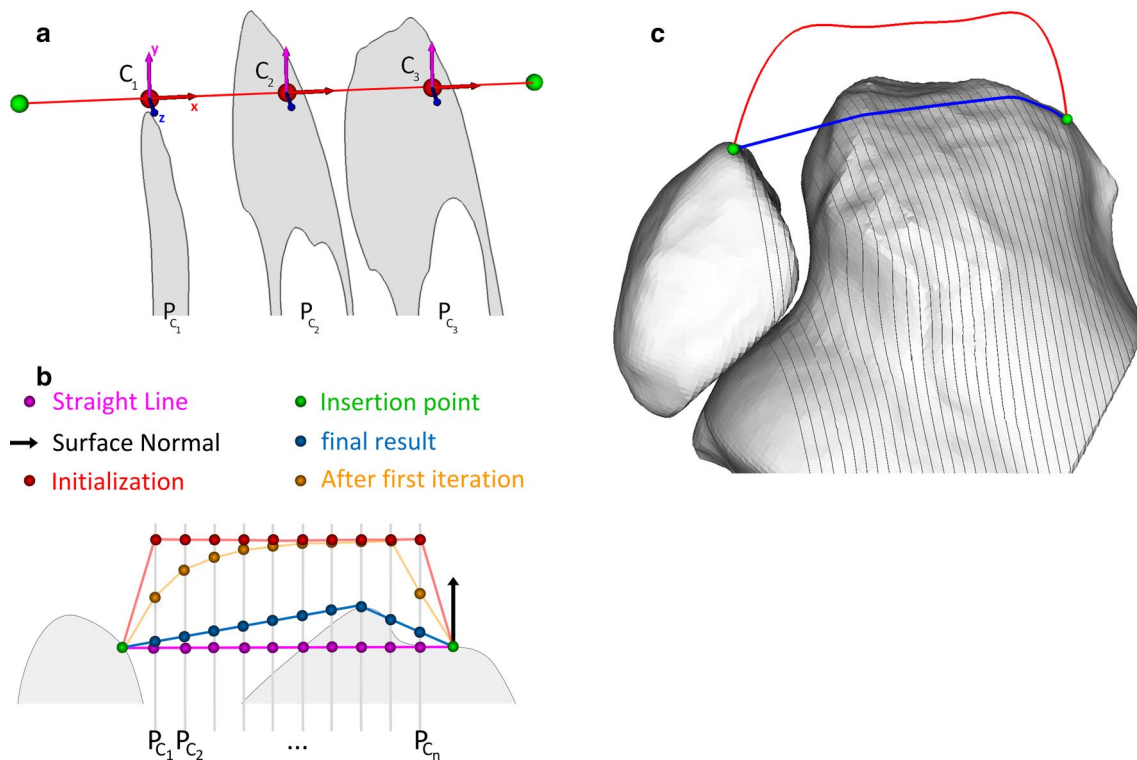 a
y
C1
x
z
C2
C3
PC1
PC2
PC3
b
Straight Line
Insertion point
Surface Normal
final result
Initialization
After first iteration
PC1 PC2 ... PCn
c